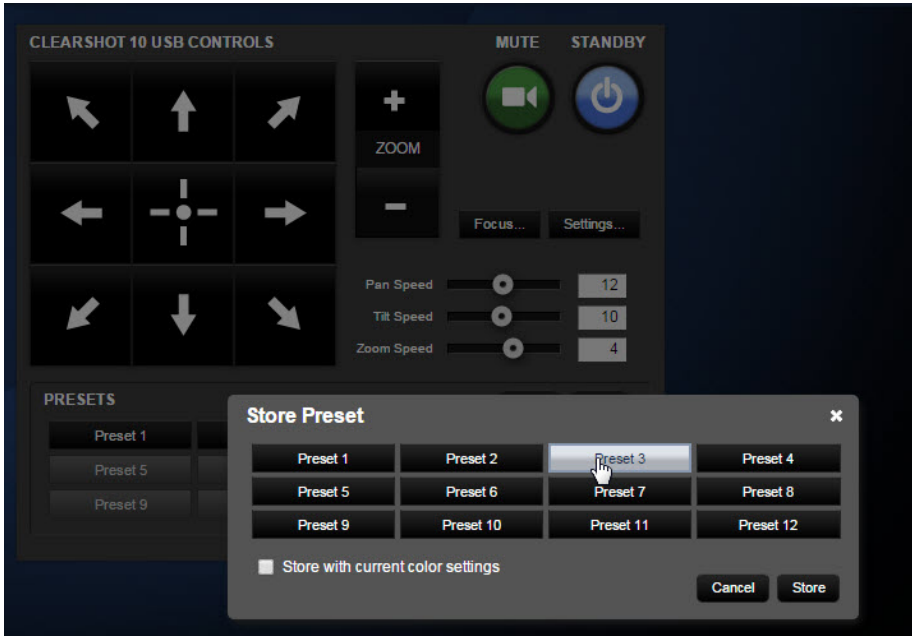 CLEARSHOT 10 USB CONTROLS MUTE STANDBY
+
ZOOM
−
Focus... Settings...
Pan Speed 12
Tilt Speed 10
Zoom Speed 4
PRESETS
Preset 1
Preset 5
Preset 9
Store Preset
Preset 1 Preset 2 Preset 3 Preset 4
Preset 5 Preset 6 Preset 7 Preset 8
Preset 9 Preset 10 Preset 11 Preset 12
Store with current color settings
Cancel Store